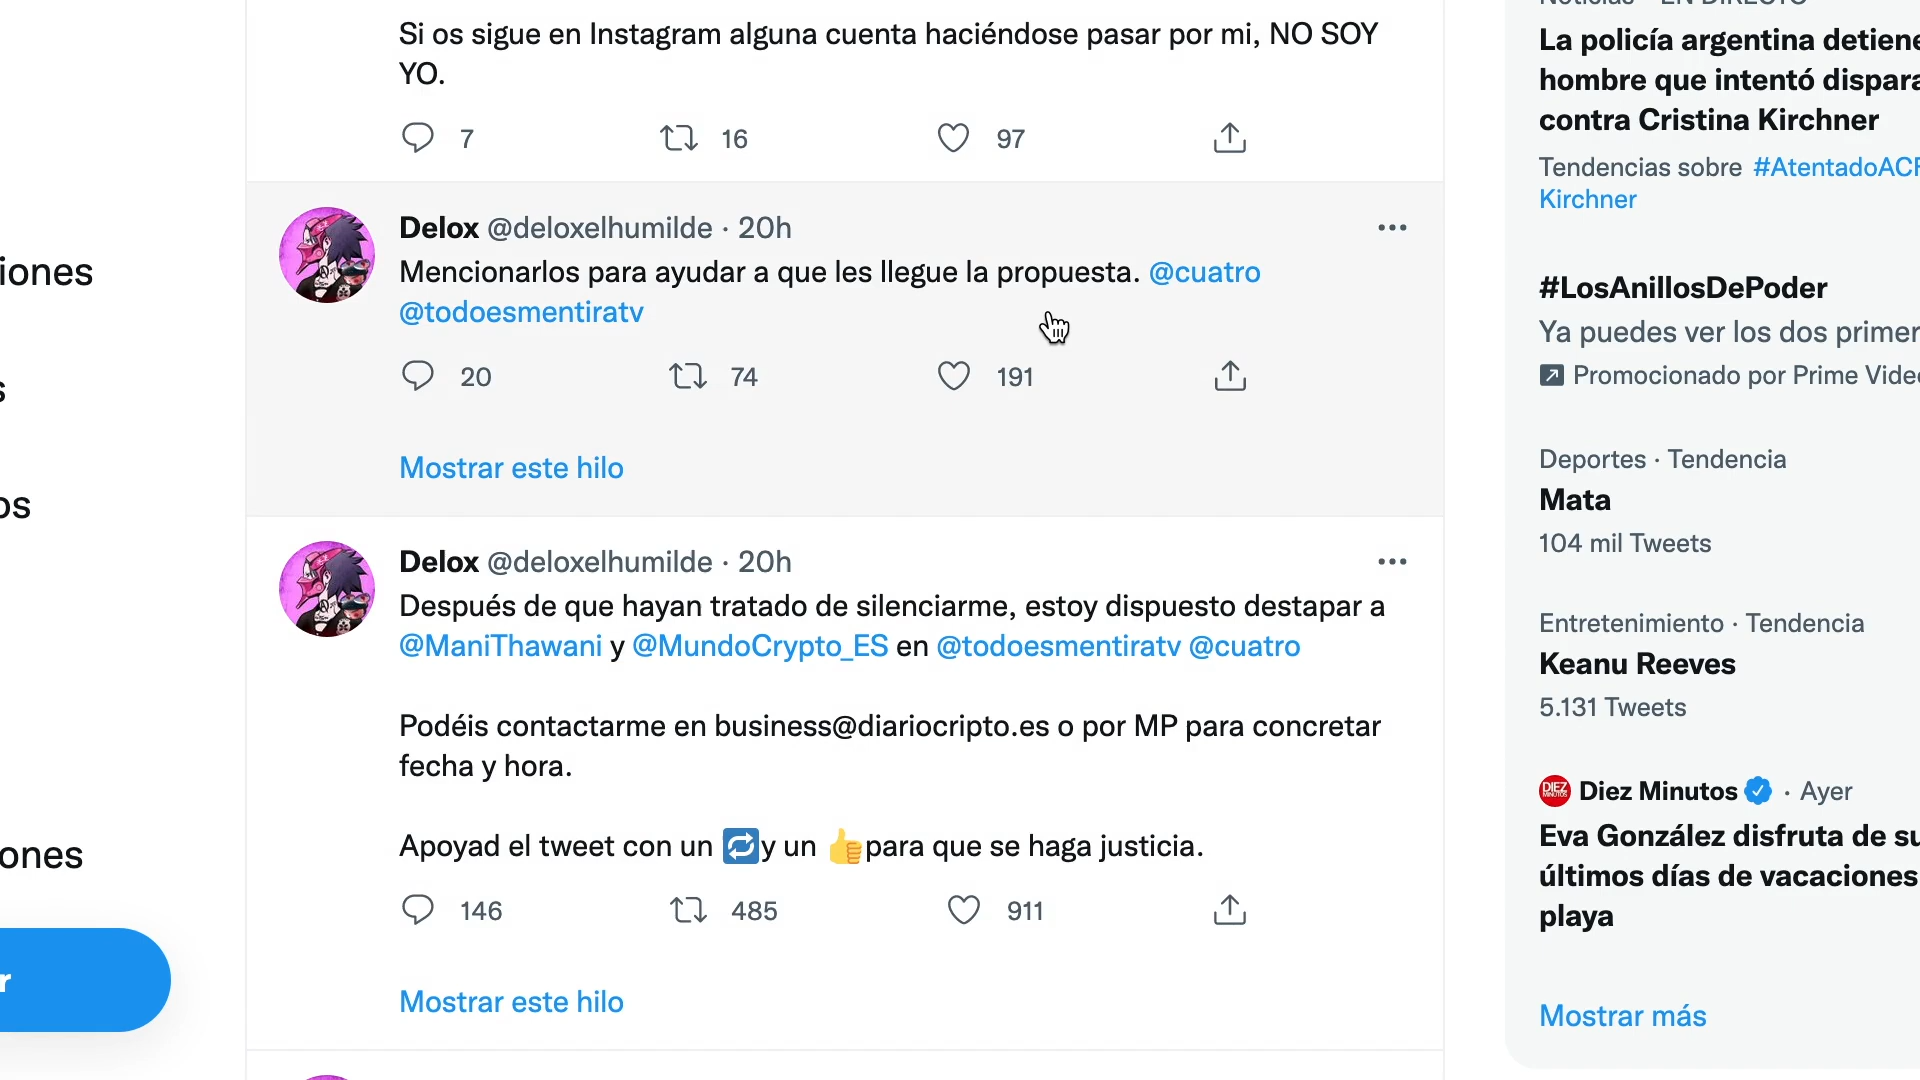 Si os sigue en Instagram alguna cuenta haciéndose pasar por mi, NO SOY
YO.
7 16 97
Delox @deloxelhumilde · 20h
Mencionarlos para ayudar a que les llegue la propuesta. @cuatro
@todoesmentiratv
20 74 191
Mostrar este hilo
Delox @deloxelhumilde · 20h
Después de que hayan tratado de silenciarme, estoy dispuesto destapar a
@ManiThawani y @MundoCrypto_ES en @todoesmentiratv @cuatro
Podéis contactarme en business@diariocripto.es o por MP para concretar
fecha y hora.
Apoyad el tweet con un 🔁y un 👍para que se haga justicia.
146 485 911
Mostrar este hilo
iones
s
os
ones
r
Noticias · EN DIRECTO
La policía argentina detiene
hombre que intentó dispara
contra Cristina Kirchner
Tendencias sobre #AtentadoACF
Kirchner
#LosAnillosDePoder
Ya puedes ver los dos primer
Promocionado por Prime Video
Deportes · Tendencia
Mata
104 mil Tweets
Entretenimiento · Tendencia
Keanu Reeves
5.131 Tweets
DIEZ MINUTOS
Diez Minutos · Ayer
Eva González disfruta de su
últimos días de vacaciones
playa
Mostrar más